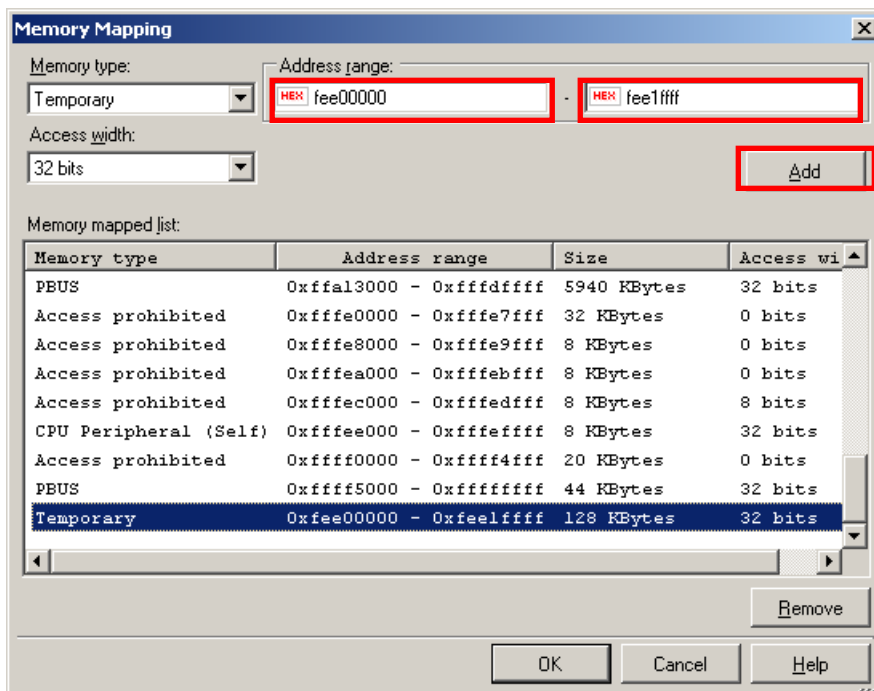 Memory Mapping
Memory type:
Address range:
Temporary
HEX fee00000 - HEX fee1ffff
Access width:
32 bits
Add
Memory mapped list:
Memory type Address range Size Access wi
PBUS 0xffa13000 - 0xfffdffff 5940 KBytes 32 bits
Access prohibited 0xfffe0000 - 0xfffe7fff 32 KBytes 0 bits
Access prohibited 0xfffe8000 - 0xfffe9fff 8 KBytes 0 bits
Access prohibited 0xfffea000 - 0xfffebfff 8 KBytes 0 bits
Access prohibited 0xfffec000 - 0xfffedfff 8 KBytes 8 bits
CPU Peripheral (Self) 0xfffee000 - 0xfffeffff 8 KBytes 32 bits
Access prohibited 0xffff0000 - 0xffff4fff 20 KBytes 0 bits
PBUS 0xffff5000 - 0xffffffff 44 KBytes 32 bits
Temporary 0xfee00000 - 0xfee1ffff 128 KBytes 32 bits
Remove
OK Cancel Help